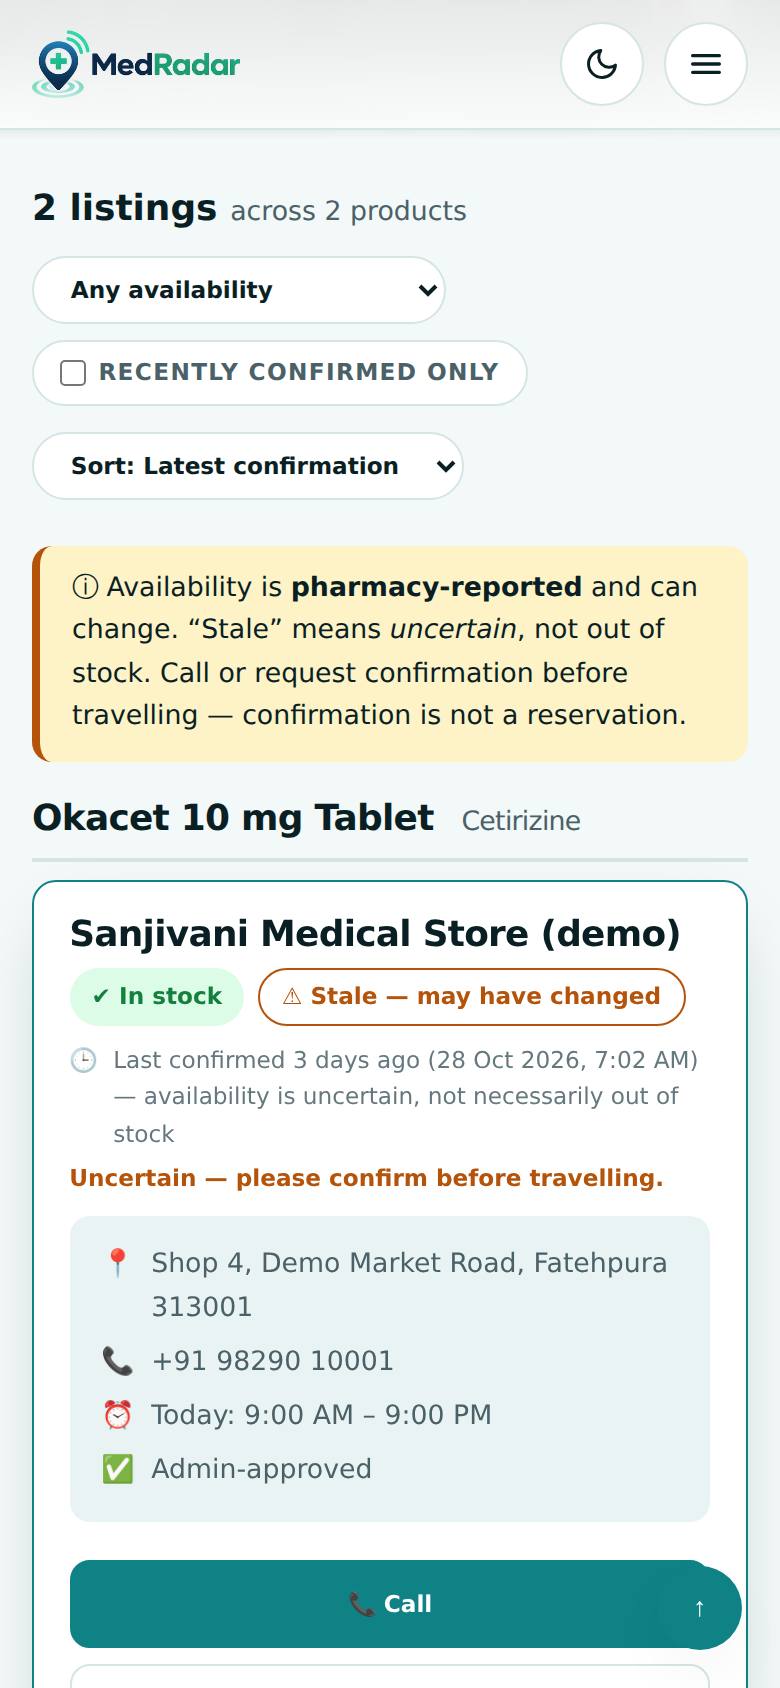 MedRadar
2 listings across 2 products
Any availability
RECENTLY CONFIRMED ONLY
Sort: Latest confirmation
ⓘ Availability is pharmacy-reported and can
change. “Stale” means uncertain, not out of
stock. Call or request confirmation before
travelling — confirmation is not a reservation.
Okacet 10 mg Tablet Cetirizine
Sanjivani Medical Store (demo)
✔ In stock ⚠ Stale — may have changed
🕒 Last confirmed 3 days ago (28 Oct 2026, 7:02 AM)
— availability is uncertain, not necessarily out of
stock
Uncertain — please confirm before travelling.
📍 Shop 4, Demo Market Road, Fatehpura
313001
📞 +91 98290 10001
⏰ Today: 9:00 AM – 9:00 PM
✅ Admin-approved
📞 Call
↑